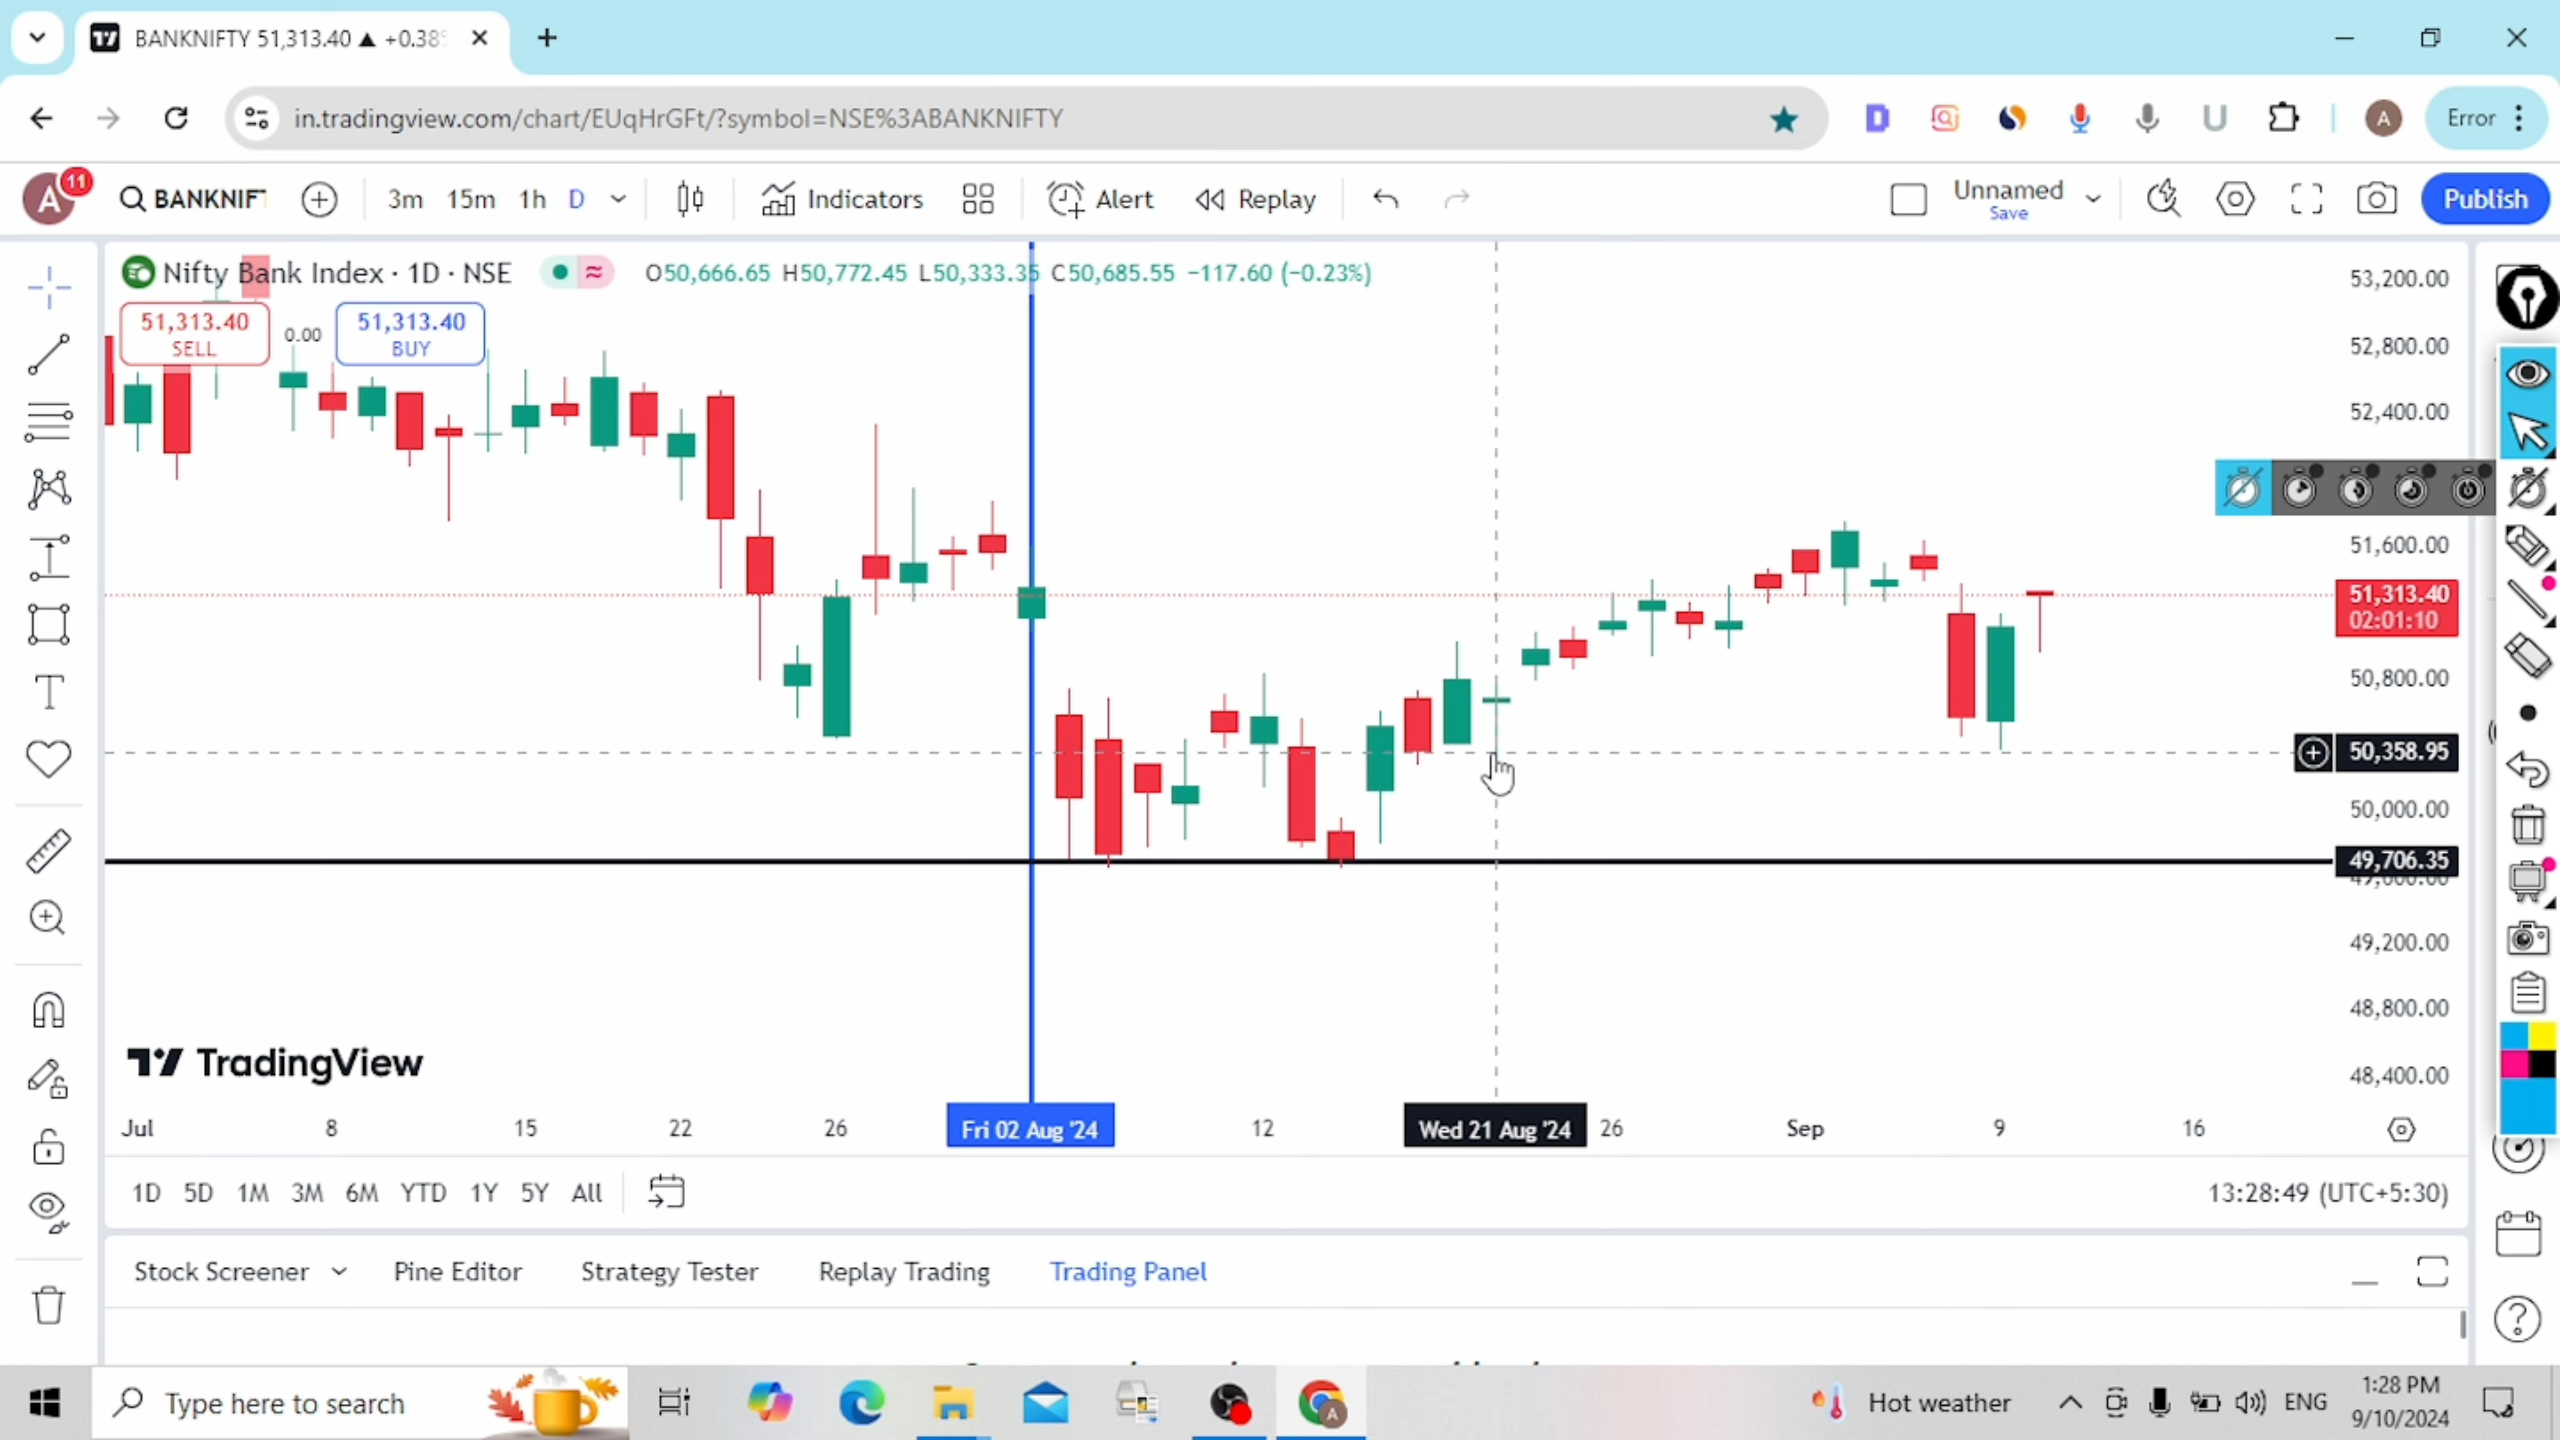 BANKNIFTY 51,313.40 ▲ +0.38
in.tradingview.com/chart/EUqHrGFt/?symbol=NSE%3ABANKNIFTY
A
Error
A
11
BANKNIFT
3m
15m
1h
D
Indicators
Alert
Replay
Unnamed
Save
Publish
Nifty Bank Index · 1D · NSE
O50,666.65 H50,772.45 L50,333.35 C50,685.55 −117.60 (−0.23%)
51,313.40
SELL
0.00
51,313.40
BUY
53,200.00
52,800.00
52,400.00
51,600.00
51,313.40
02:01:10
50,800.00
50,358.95
50,000.00
49,706.35
49,200.00
48,800.00
48,400.00
TradingView
Jul
8
15
22
26
Fri 02 Aug '24
12
Wed 21 Aug '24
26
Sep
9
16
1D 5D 1M 3M 6M YTD 1Y 5Y All
13:28:49 (UTC+5:30)
Stock Screener
Pine Editor
Strategy Tester
Replay Trading
Trading Panel
Type here to search
A
Hot weather
ENG
1:28 PM
9/10/2024